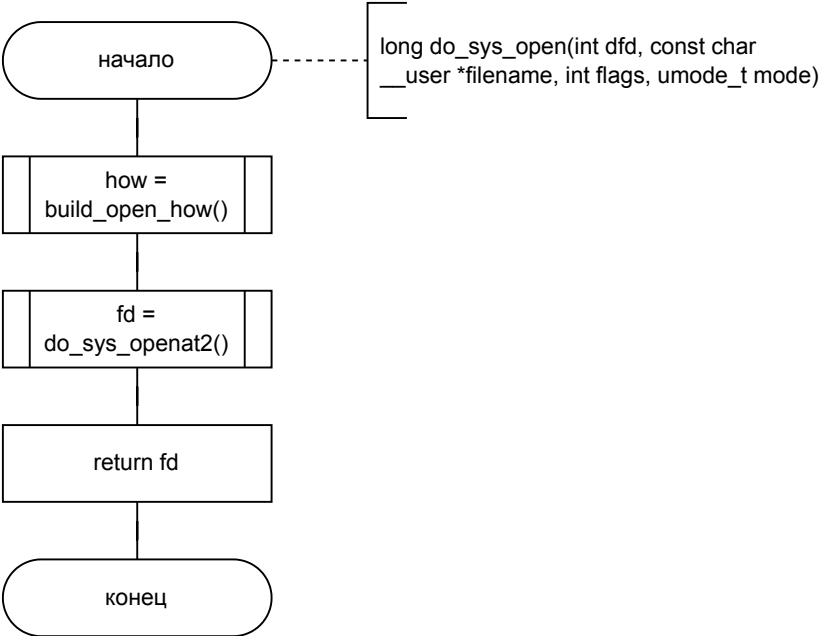 начало
long do_sys_open(int dfd, const char
__user *filename, int flags, umode_t mode)
how =
build_open_how()
fd =
do_sys_openat2()
return fd
конец